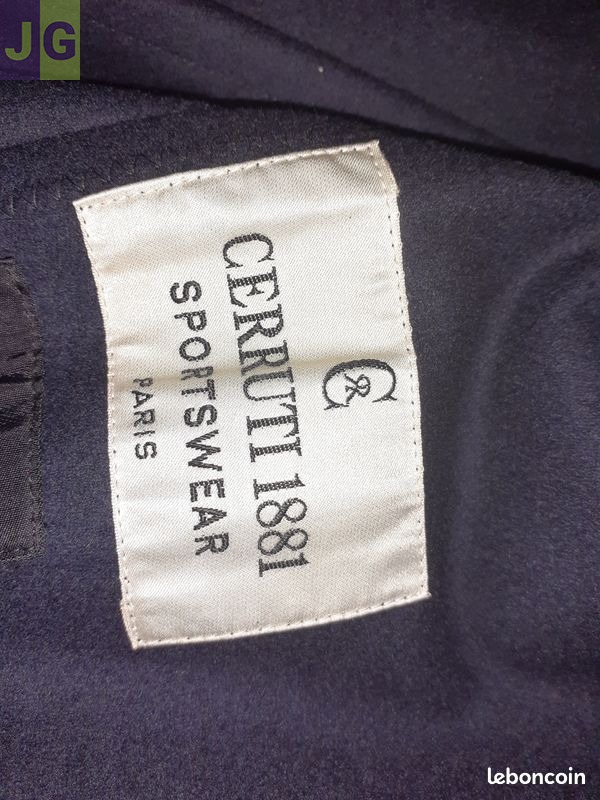 JG
CR
CERRUTI 1881
SPORTSWEAR
PARIS
leboncoin